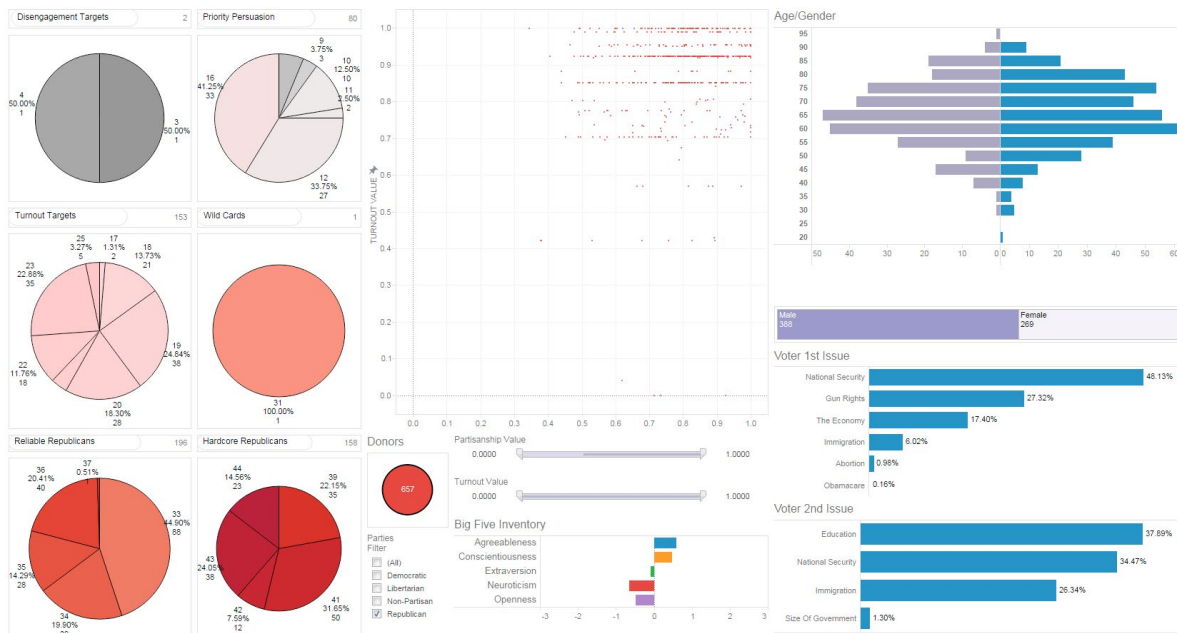 Disengagement Targets 2
4
50.00%
1
3
50.00%
1
Priority Persuasion 80
9
3.75%
3
10
12.50%
10
11
2.50%
2
16
41.25%
33
12
33.75%
27
Turnout Targets 153
25
3.27%
5
17
1.31%
2
18
13.73%
21
23
22.88%
35
19
24.84%
38
22
11.76%
18
20
18.30%
28
Wild Cards 1
31
100.00%
1
Reliable Republicans 196
37
0.51%
1
36
20.41%
40
33
44.90%
88
35
14.29%
28
34
19.90%
Hardcore Republicans 158
44
14.56%
23
39
22.15%
35
43
24.05%
38
42
7.59%
12
41
31.65%
50
TURNOUT VALUE
1.0
0.9
0.8
0.7
0.6
0.5
0.4
0.3
0.2
0.1
0.0
0.0 0.1 0.2 0.3 0.4 0.5 0.6 0.7 0.8 0.9 1.0
Donors
657
Parties
Filter
(All)
Democratic
Libertarian
Non-Partisan
Republican
Partisanship Value
0.0000 1.0000
Turnout Value
0.0000 1.0000
Big Five Inventory
Agreeableness
Conscientiousness
Extraversion
Neuroticism
Openness
-3 -2 -1 0 1 2 3
Age/Gender
95
90
85
80
75
70
65
60
55
50
45
40
35
30
25
20
50 40 30 20 10 0 0 10 20 30 40 50 60
Male
388
Female
269
Voter 1st Issue
National Security 48.13%
Gun Rights 27.32%
The Economy 17.40%
Immigration 6.02%
Abortion 0.98%
Obamacare 0.16%
Voter 2nd Issue
Education 37.89%
National Security 34.47%
Immigration 26.34%
Size Of Government 1.30%